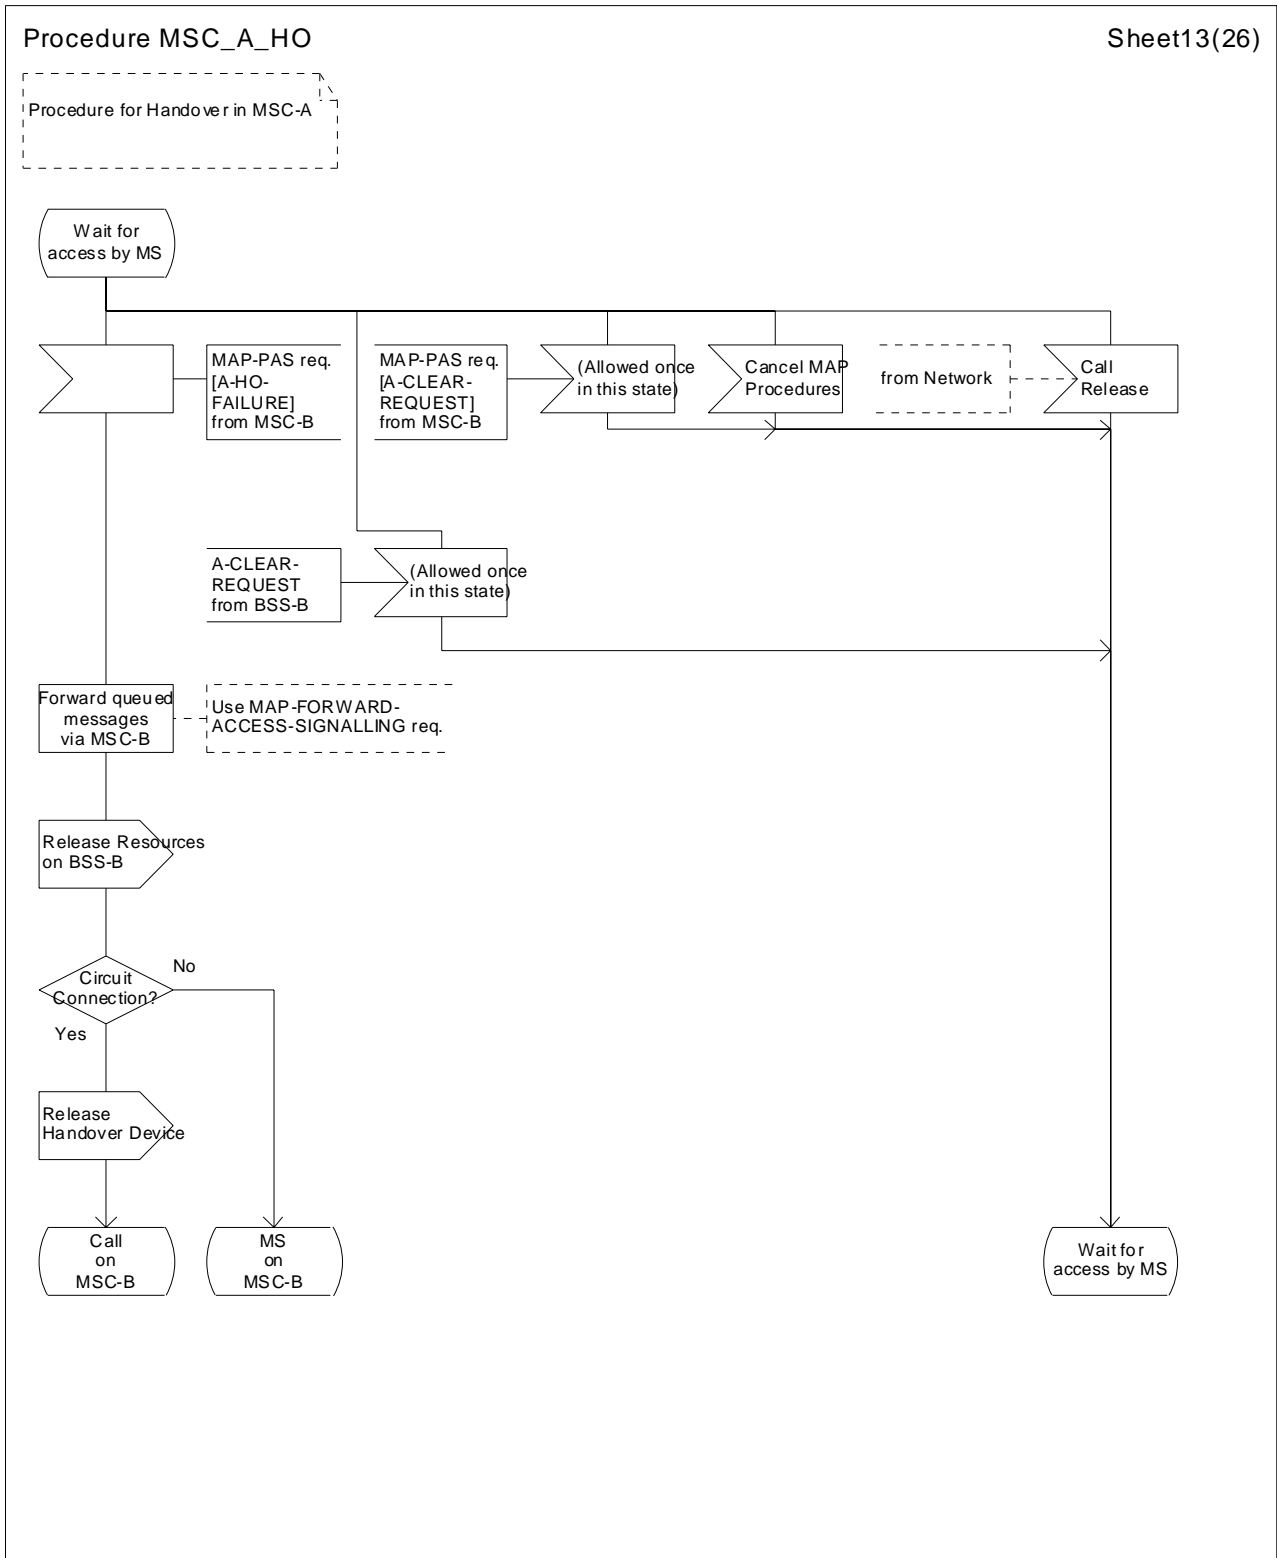 Procedure MSC_A_HO
Sheet13(26)
Procedure for Handover in MSC-A
Wait for
access by MS
MAP-PAS req.
[A-HO-
FAILURE]
from MSC-B
MAP-PAS req.
[A-CLEAR-
REQUEST]
from MSC-B
(Allowed once
in this state)
Cancel MAP
Procedures
from Network
Call
Release
A-CLEAR-
REQUEST
from BSS-B
(Allowed once
in this state)
Forward queued
messages
via MSC-B
Use MAP-FORWARD-
ACCESS-SIGNALLING req.
Release Resources
on BSS-B
Circuit
Connection?
No
Yes
Release
Handover Device
Call
on
MSC-B
MS
on
MSC-B
Wait for
access by MS